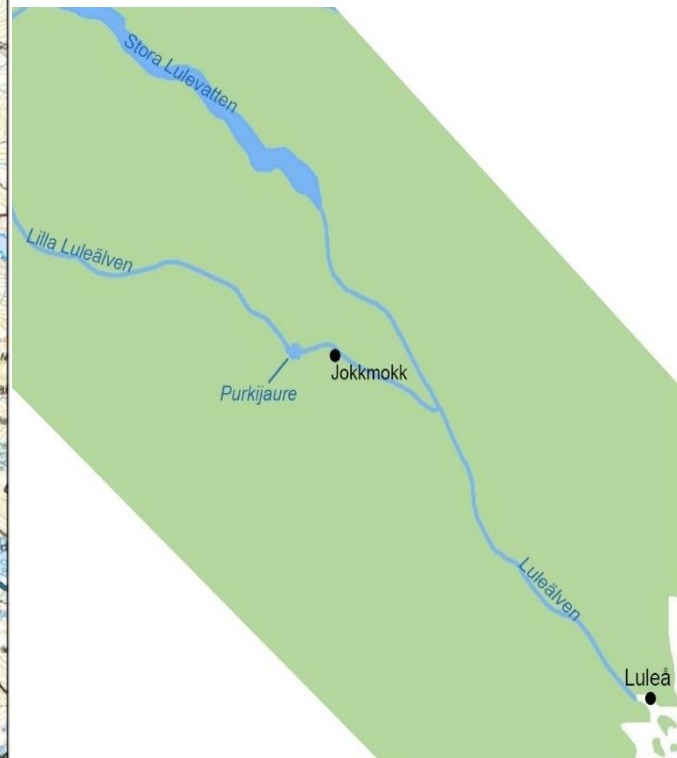 Stora Lulevatten
Lilla Luleälven
Purkijaure
Jokkmokk
Luleälven
Luleå